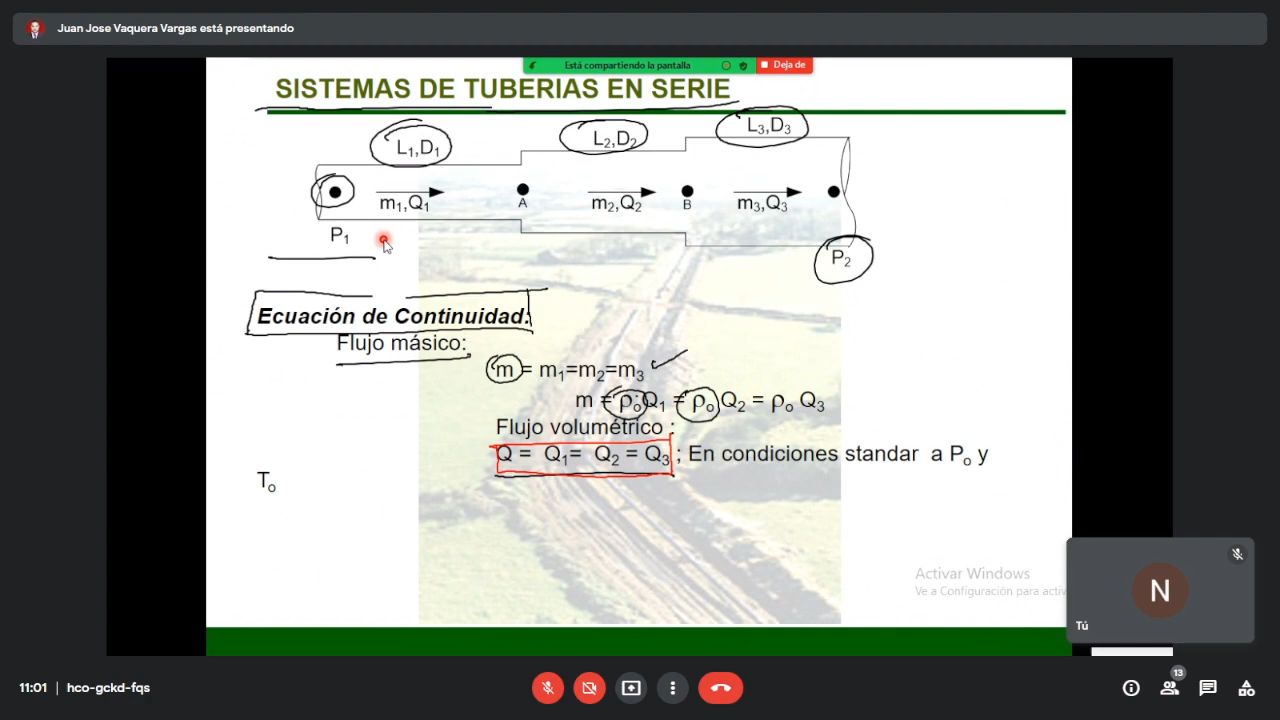 Juan Jose Vaquera Vargas está presentando
Está compartiendo la pantalla
Deja de
SISTEMAS DE TUBERIAS EN SERIE
L₁,D₁
L₂,D₂
L₃,D₃
m₁,Q₁
A
m₂,Q₂
B
m₃,Q₃
P₁
P₂
Ecuación de Continuidad:
Flujo másico:
m = m₁=m₂=m₃
m = ρₒ Q₁ = ρₒ Q₂ = ρₒ Q₃
Flujo volumétrico :
Q = Q₁= Q₂ = Q₃ ; En condiciones standar a Pₒ y
Tₒ
Activar Windows
Ve a Configuración para activ
N
Tú
11:01 | hco-gckd-fqs
13